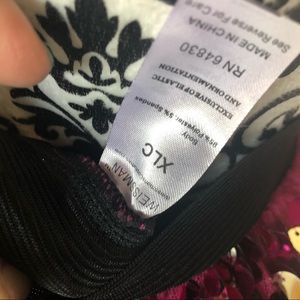 WEISSMAN™
XLC
Body
95% Polyester, 5% Spandex
EXCLUSIVE OF ELASTIC
AND ORNAMENTATION
RN 64830
MADE IN CHINA
See Reverse For Care